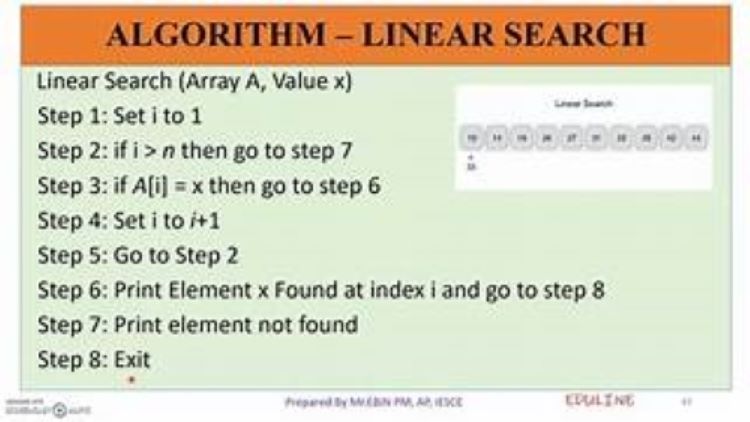 ALGORITHM – LINEAR SEARCH
Linear Search (Array A, Value x)
Step 1: Set i to 1
Step 2: if i > n then go to step 7
Step 3: if A[i] = x then go to step 6
Step 4: Set i to i+1
Step 5: Go to Step 2
Step 6: Print Element x Found at index i and go to step 8
Step 7: Print element not found
Step 8: Exit
Linear Search
Prepared By Mr.EBIN PM, AP, IESCE
EDULINE